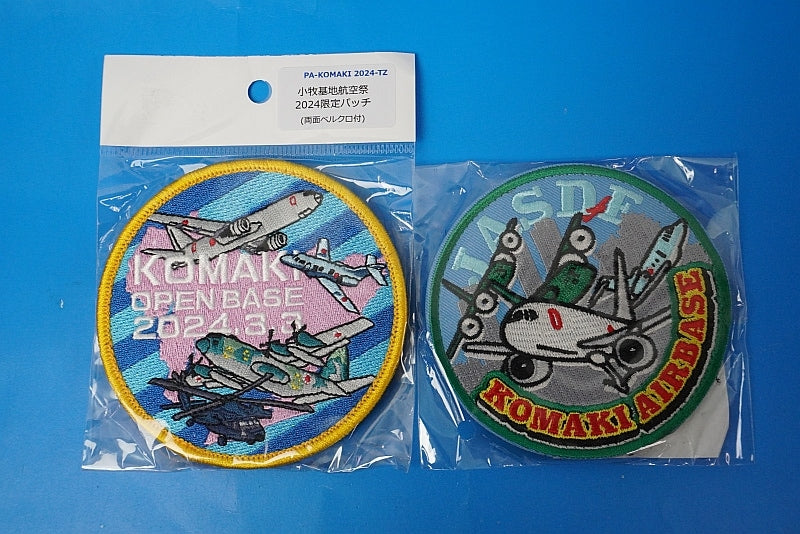 PA-KOMAKI 2024-TZ
小牧基地航空祭
2024限定パッチ
(両面ベルクロ付)
KOMAKI
OPEN BASE
2024.3.3
JASDF
KOMAKI AIRBASE